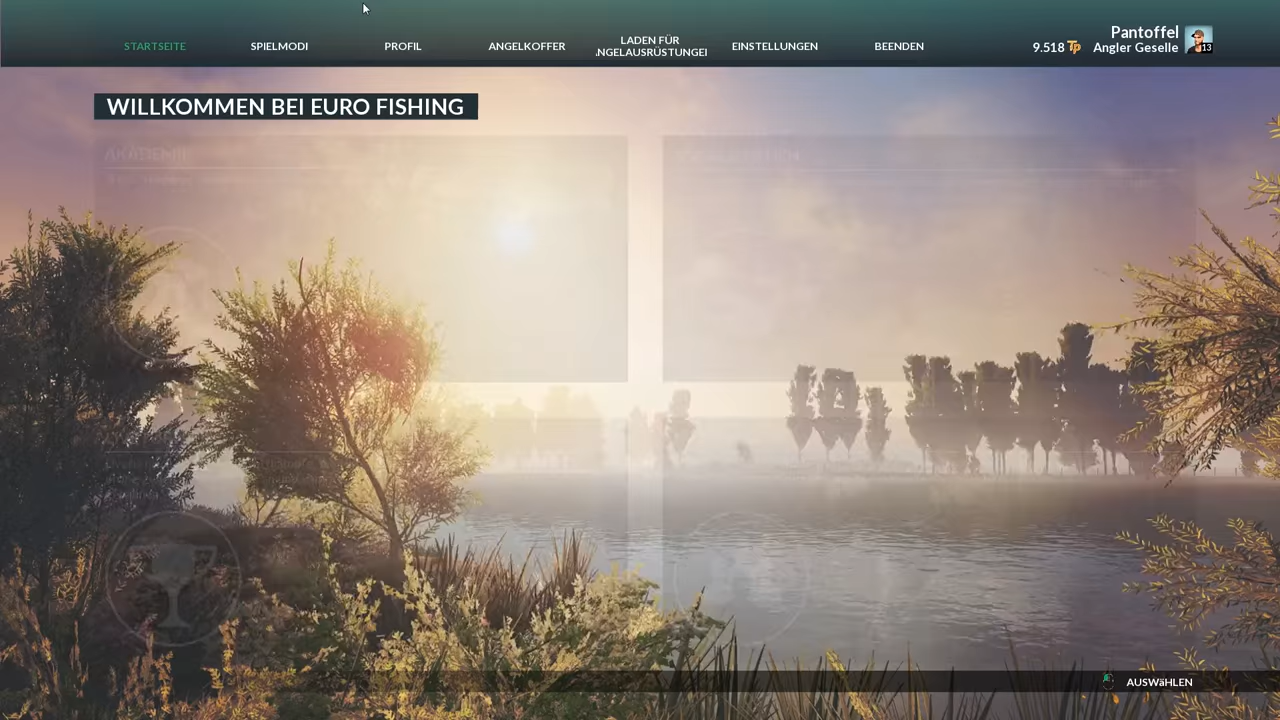 STARTSEITE
SPIELMODI
PROFIL
ANGELKOFFER
LADEN FÜR
NGELAUSRÜSTUNGEI
EINSTELLUNGEN
BEENDEN
9.518
Pantoffel
Angler Geselle
13
WILLKOMMEN BEI EURO FISHING
AKADEMIE
AUSWäHLEN